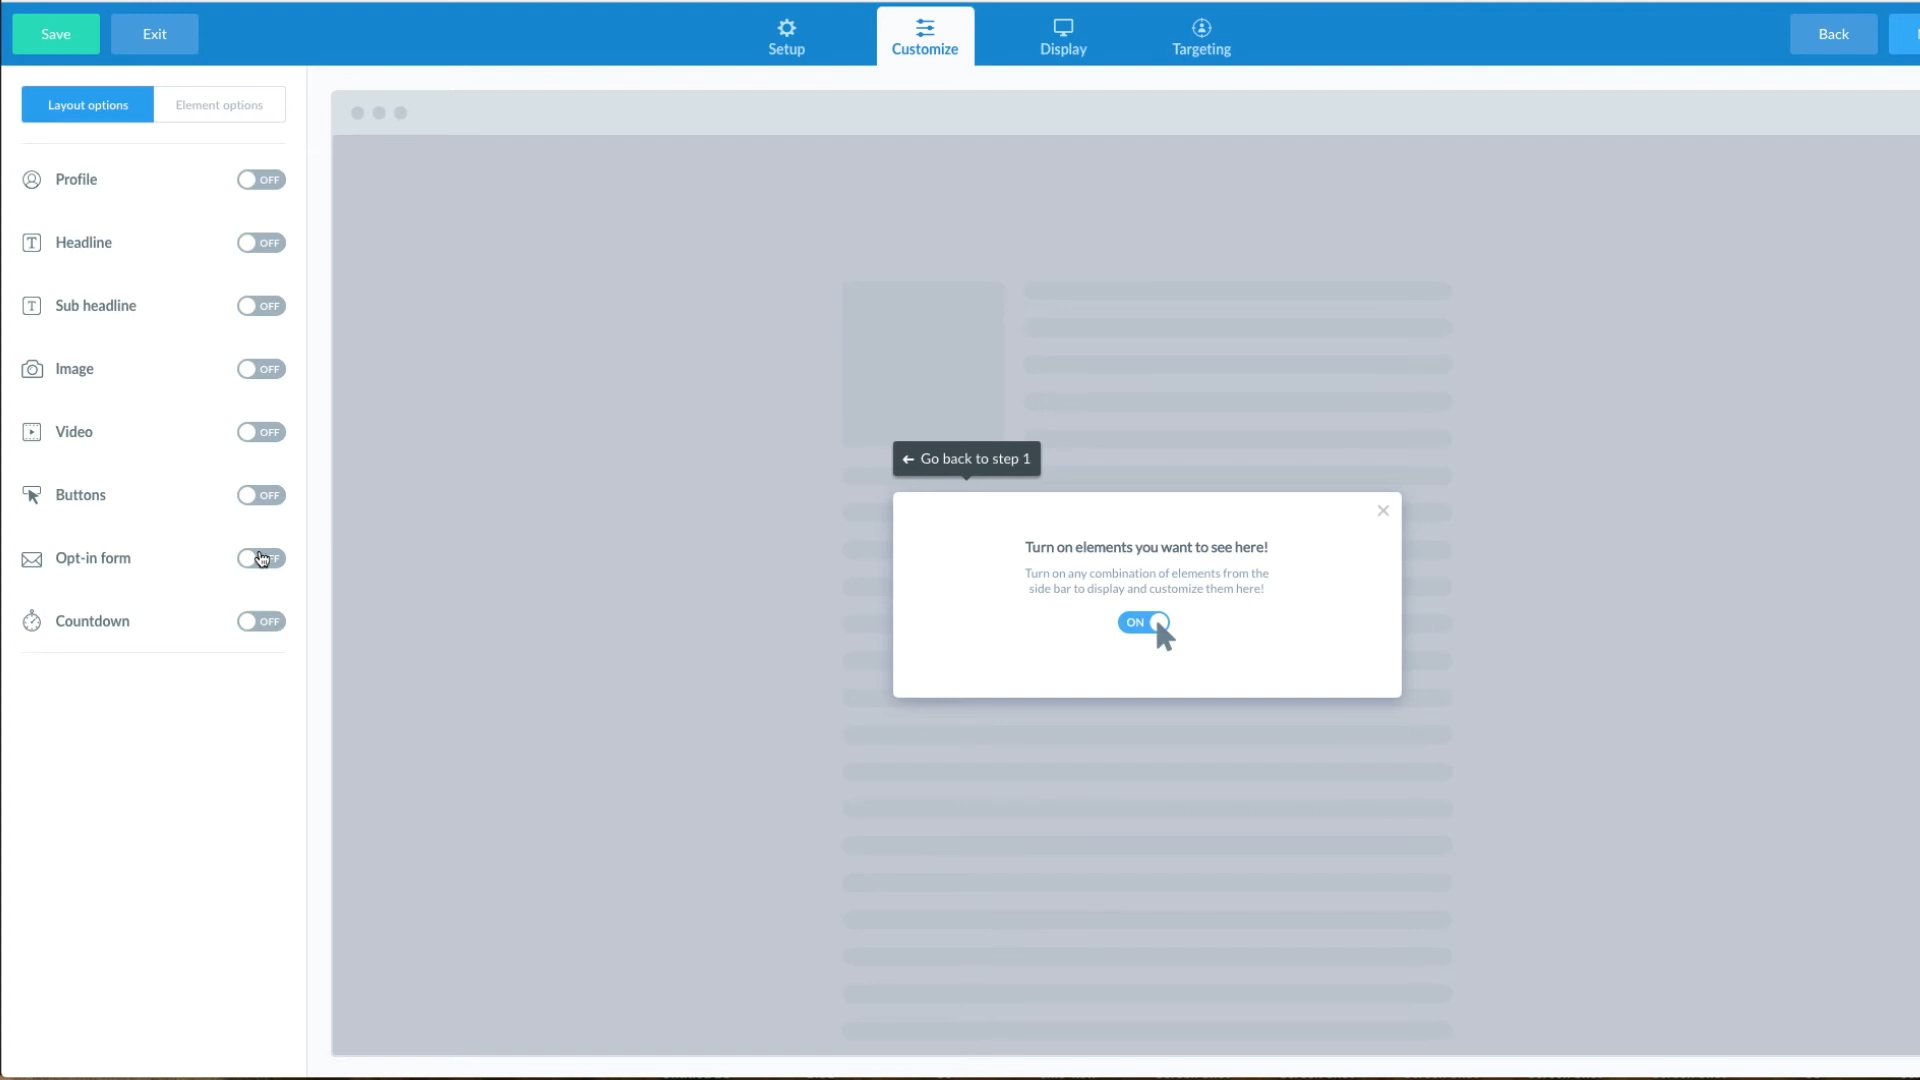 Save
Exit
Setup
Customize
Display
Targeting
Back
Layout options
Element options
Profile
OFF
Headline
OFF
Sub headline
OFF
Image
OFF
Video
OFF
Buttons
OFF
Opt-in form
Countdown
OFF
Go back to step 1
Turn on elements you want to see here!
Turn on any combination of elements from the
side bar to display and customize them here!
ON